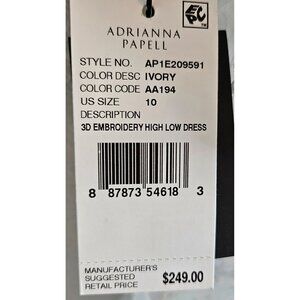 EPC
ADRIANNA
PAPELL
STYLE NO. AP1E209591
COLOR DESC IVORY
COLOR CODE AA194
US SIZE 10
DESCRIPTION
3D EMBROIDERY HIGH LOW DRESS
8 87873 54618 3
MANUFACTURER'S
SUGGESTED
RETAIL PRICE $249.00